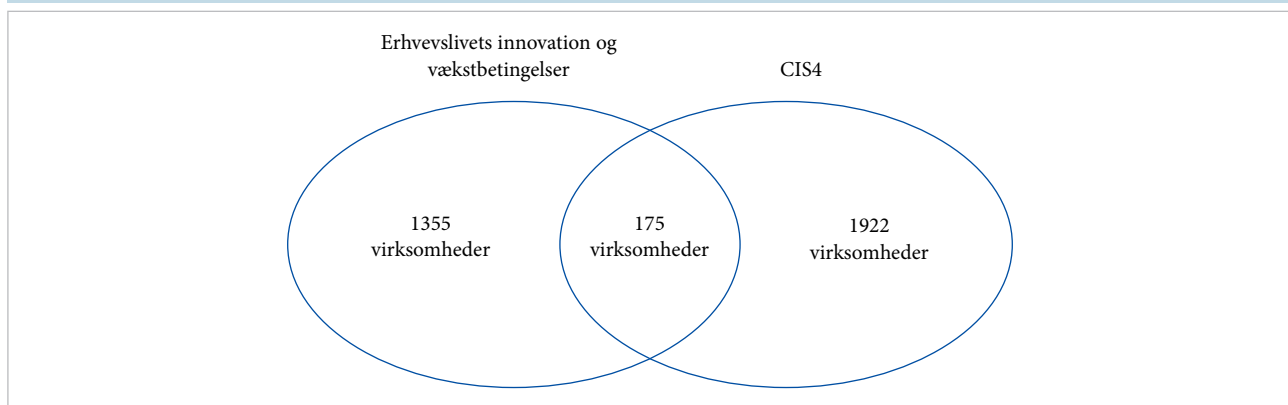 Erhvevslivets innovation og
vækstbetingelser
CIS4
1355
virksomheder
175
virksomheder
1922
virksomheder